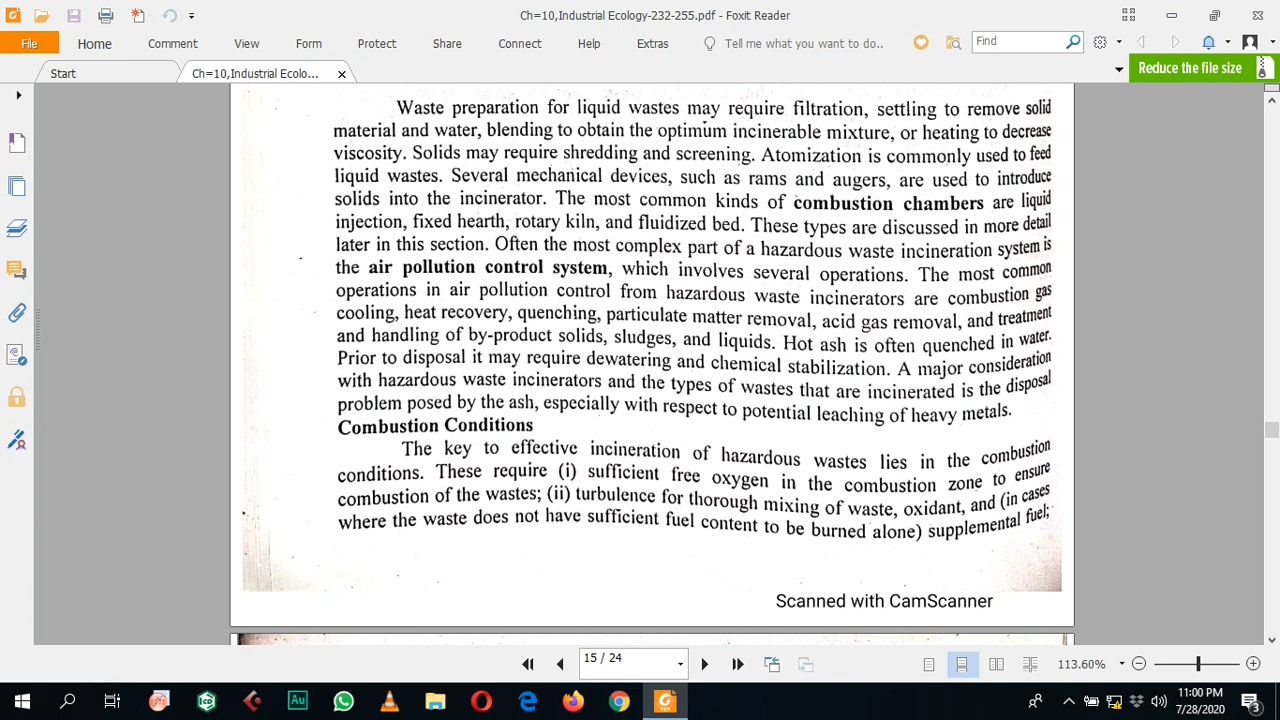 Ch=10,Industrial Ecology-232-255.pdf - Foxit Reader
File Home Comment View Form Protect Share Connect Help Extras Tell me what you want to do.. Find
Start Ch=10,Industrial Ecolo... Reduce the file size
Waste preparation for liquid wastes may require filtration, settling to remove solid
material and water, blending to obtain the optimum incinerable mixture, or heating to decrease
viscosity. Solids may require shredding and screening. Atomization is commonly used to feed
liquid wastes. Several mechanical devices, such as rams and augers, are used to introduce
solids into the incinerator. The most common kinds of combustion chambers are liquid
injection, fixed hearth, rotary kiln, and fluidized bed. These types are discussed in more detail
later in this section. Often the most complex part of a hazardous waste incineration system is
the air pollution control system, which involves several operations. The most common
operations in air pollution control from hazardous waste incinerators are combustion gas
cooling, heat recovery, quenching, particulate matter removal, acid gas removal, and treatment
and handling of by-product solids, sludges, and liquids. Hot ash is often quenched in water.
Prior to disposal it may require dewatering and chemical stabilization. A major consideration
with hazardous waste incinerators and the types of wastes that are incinerated is the disposal
problem posed by the ash, especially with respect to potential leaching of heavy metals.
Combustion Conditions
The key to effective incineration of hazardous wastes lies in the combustion
conditions. These require (i) sufficient free oxygen in the combustion zone to ensure
combustion of the wastes; (ii) turbulence for thorough mixing of waste, oxidant, and (in cases
where the waste does not have sufficient fuel content to be burned alone) supplemental fuel;
Scanned with CamScanner
15 / 24 113.60%
Au
11:00 PM
7/28/2020
3